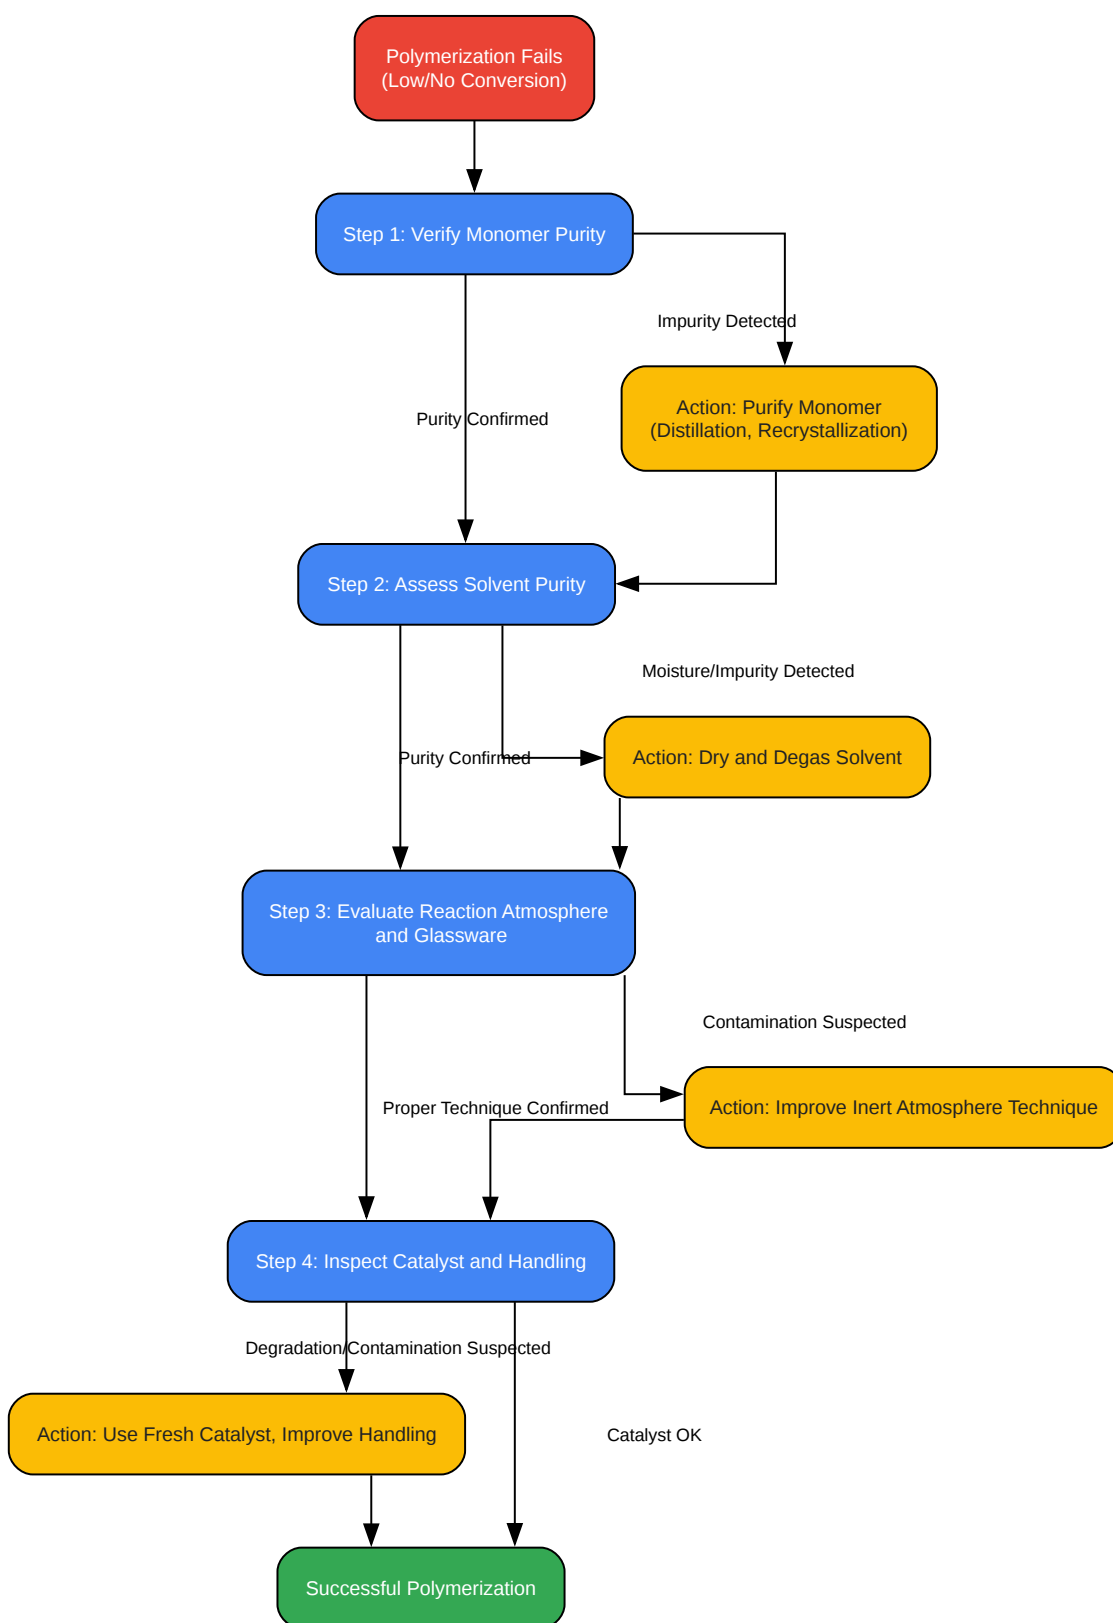 Polymerization Fails
(Low/No Conversion)
Step 1: Verify Monomer Purity
Impurity Detected
Action: Purify Monomer
(Distillation, Recrystallization)
Purity Confirmed
Step 2: Assess Solvent Purity
Moisture/Impurity Detected
Purity Confirmed
Action: Dry and Degas Solvent
Step 3: Evaluate Reaction Atmosphere
and Glassware
Contamination Suspected
Proper Technique Confirmed
Action: Improve Inert Atmosphere Technique
Step 4: Inspect Catalyst and Handling
Degradation/Contamination Suspected
Action: Use Fresh Catalyst, Improve Handling
Catalyst OK
Successful Polymerization